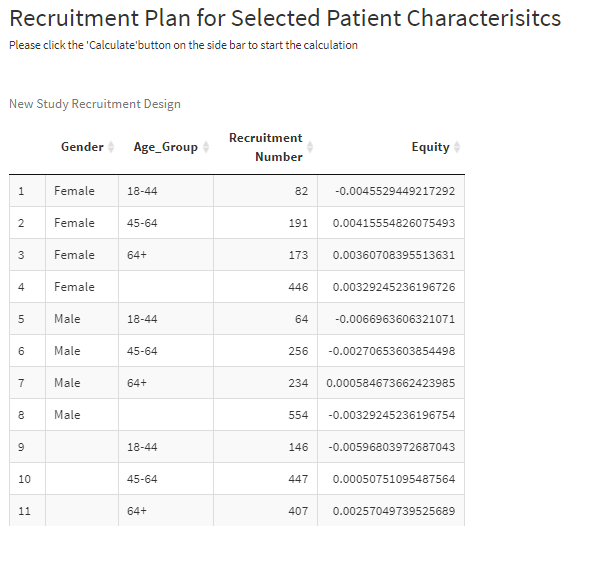 Recruitment Plan for Selected Patient Characterisitcs
Please click the 'Calculate'button on the side bar to start the calculation
New Study Recruitment Design
Gender Age_Group Recruitment Number Equity
1 Female 18-44 82 -0.0045529449217292
2 Female 45-64 191 0.00415554826075493
3 Female 64+ 173 0.00360708395513631
4 Female 446 0.00329245236196726
5 Male 18-44 64 -0.0066963606321071
6 Male 45-64 256 -0.00270653603854498
7 Male 64+ 234 0.000584673662423985
8 Male 554 -0.00329245236196754
9 18-44 146 -0.00596803972687043
10 45-64 447 0.00050751095487564
11 64+ 407 0.00257049739525689